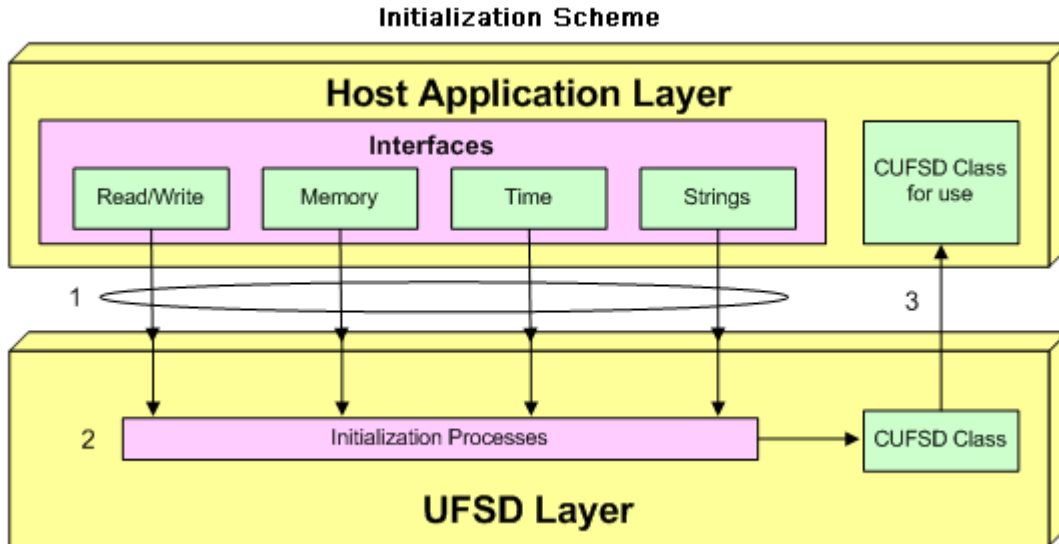 Initialization Scheme
Host Application Layer
Interfaces
Read/Write
Memory
Time
Strings
CUFSD Class
for use
1
3
2
Initialization Processes
CUFSD Class
UFSD Layer